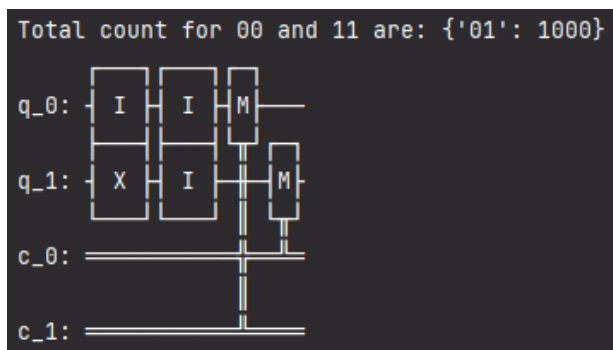 Total count for 00 and 11 are: {'01': 1000}
q_0: I I M
q_1: X I M
c_0:
c_1: